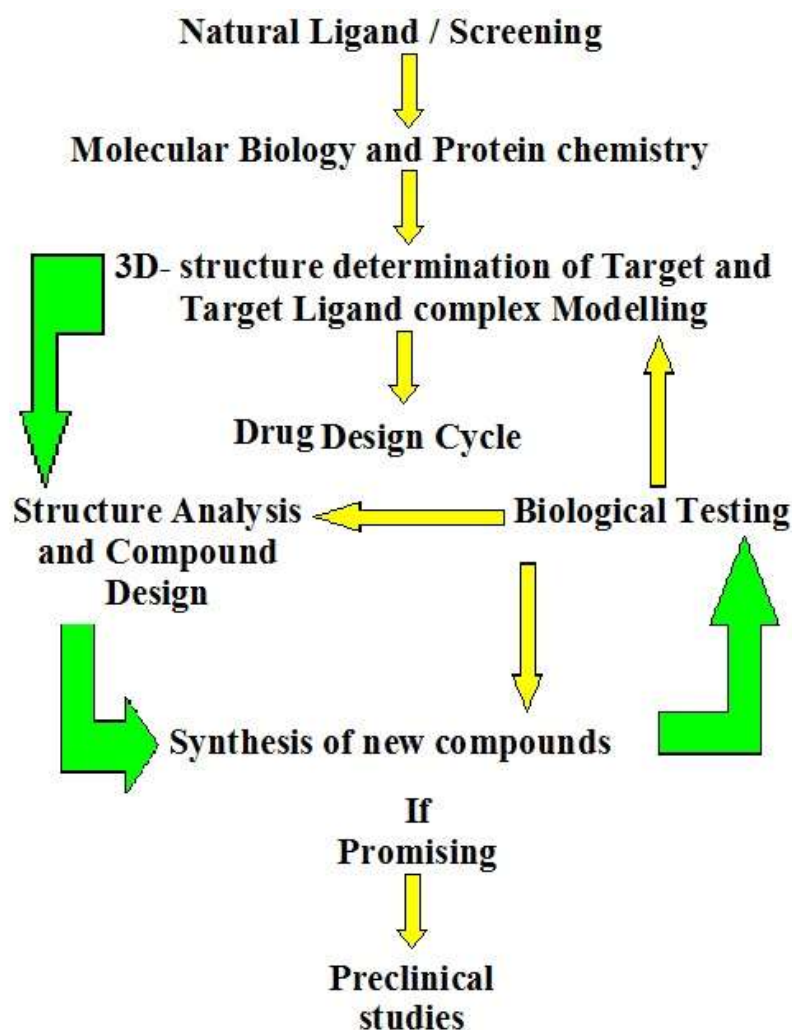 Natural Ligand / Screening
Molecular Biology and Protein chemistry
3D- structure determination of Target and
Target Ligand complex Modelling
Drug Design Cycle
Structure Analysis
and Compound
Design
Biological Testing
Synthesis of new compounds
If
Promising
Preclinical
studies